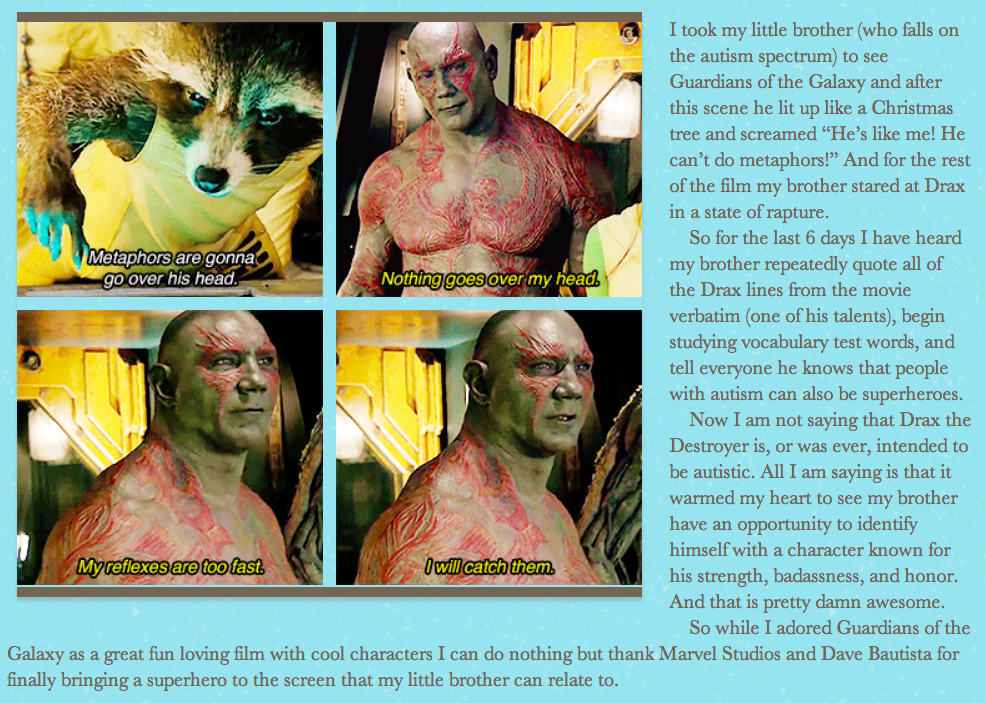 Metaphors are gonna
go over his head.
Nothing goes over my head.
My reflexes are too fast.
I will catch them.
I took my little brother (who falls on
the autism spectrum) to see
Guardians of the Galaxy and after
this scene he lit up like a Christmas
tree and screamed “He’s like me! He
can’t do metaphors!” And for the rest
of the film my brother stared at Drax
in a state of rapture.
So for the last 6 days I have heard
my brother repeatedly quote all of
the Drax lines from the movie
verbatim (one of his talents), begin
studying vocabulary test words, and
tell everyone he knows that people
with autism can also be superheroes.
Now I am not saying that Drax the
Destroyer is, or was ever, intended to
be autistic. All I am saying is that it
warmed my heart to see my brother
have an opportunity to identify
himself with a character known for
his strength, badassness, and honor.
And that is pretty damn awesome.
So while I adored Guardians of the
Galaxy as a great fun loving film with cool characters I can do nothing but thank Marvel Studios and Dave Bautista for
finally bringing a superhero to the screen that my little brother can relate to.